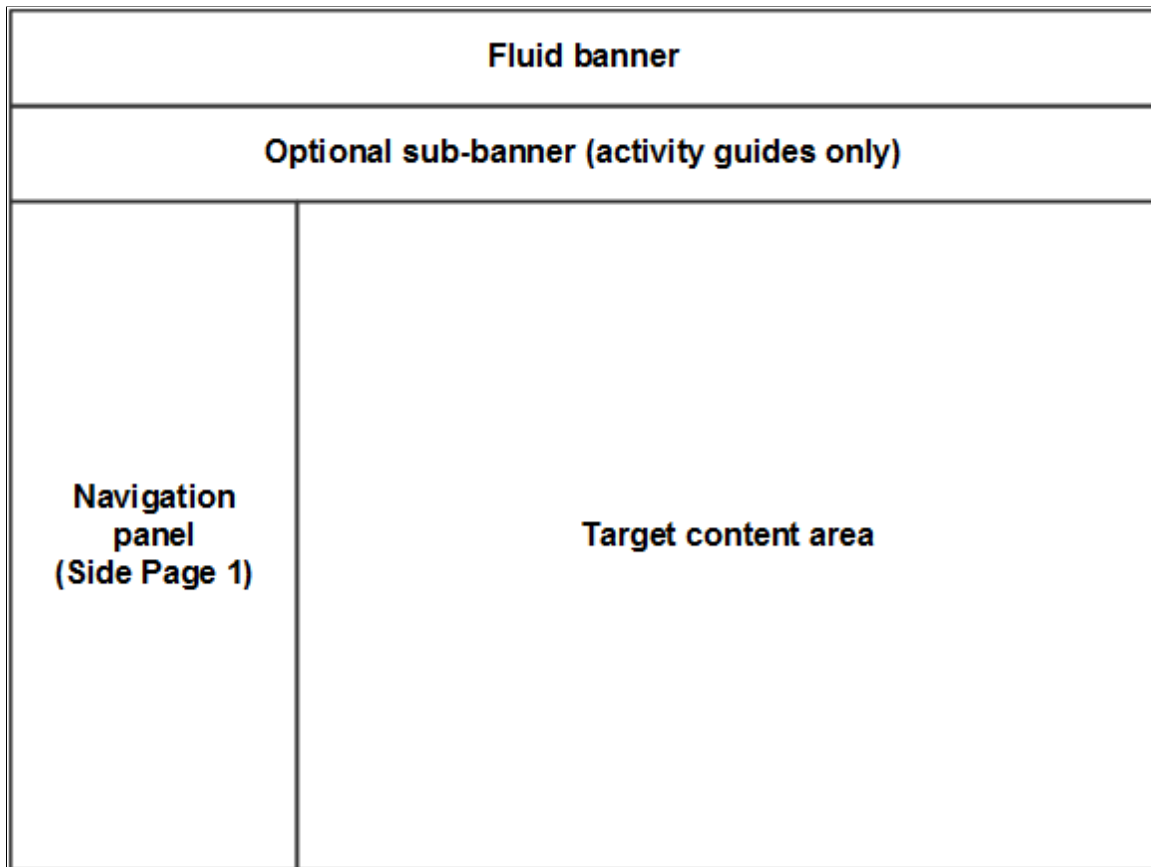 Fluid banner
Optional sub-banner (activity guides only)
Navigation
panel
(Side Page 1)
Target content area